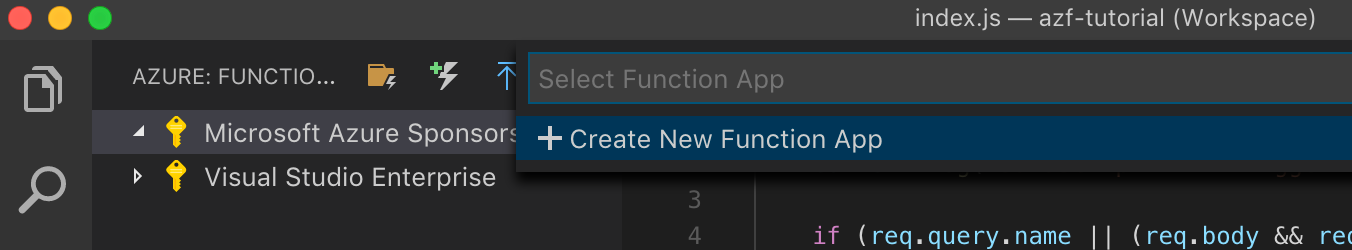 index.js — azf-tutorial (Workspace)
AZURE: FUNCTIO...
Select Function App
Microsoft Azure Sponsors
Create New Function App
Visual Studio Enterprise
3
4 if (req.query.name || (req.body && req